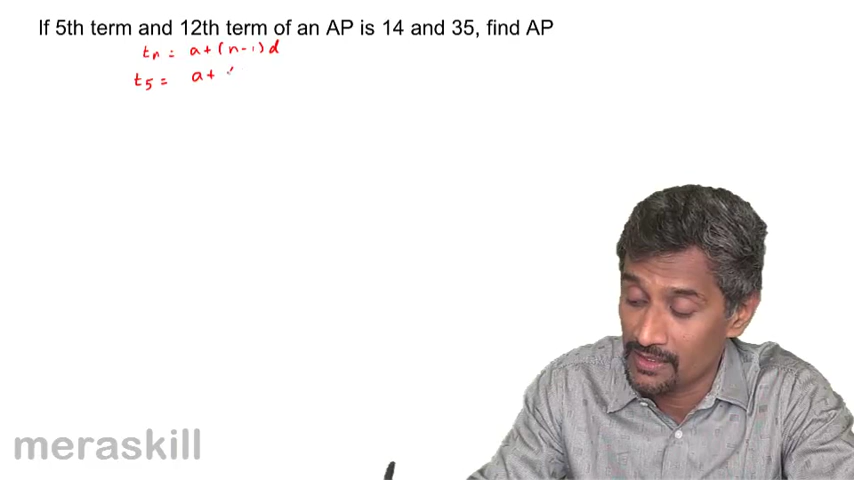 If 5th term and 12th term of an AP is 14 and 35, find AP
tn = a+(n-1)d
t5 = a+
meraskill